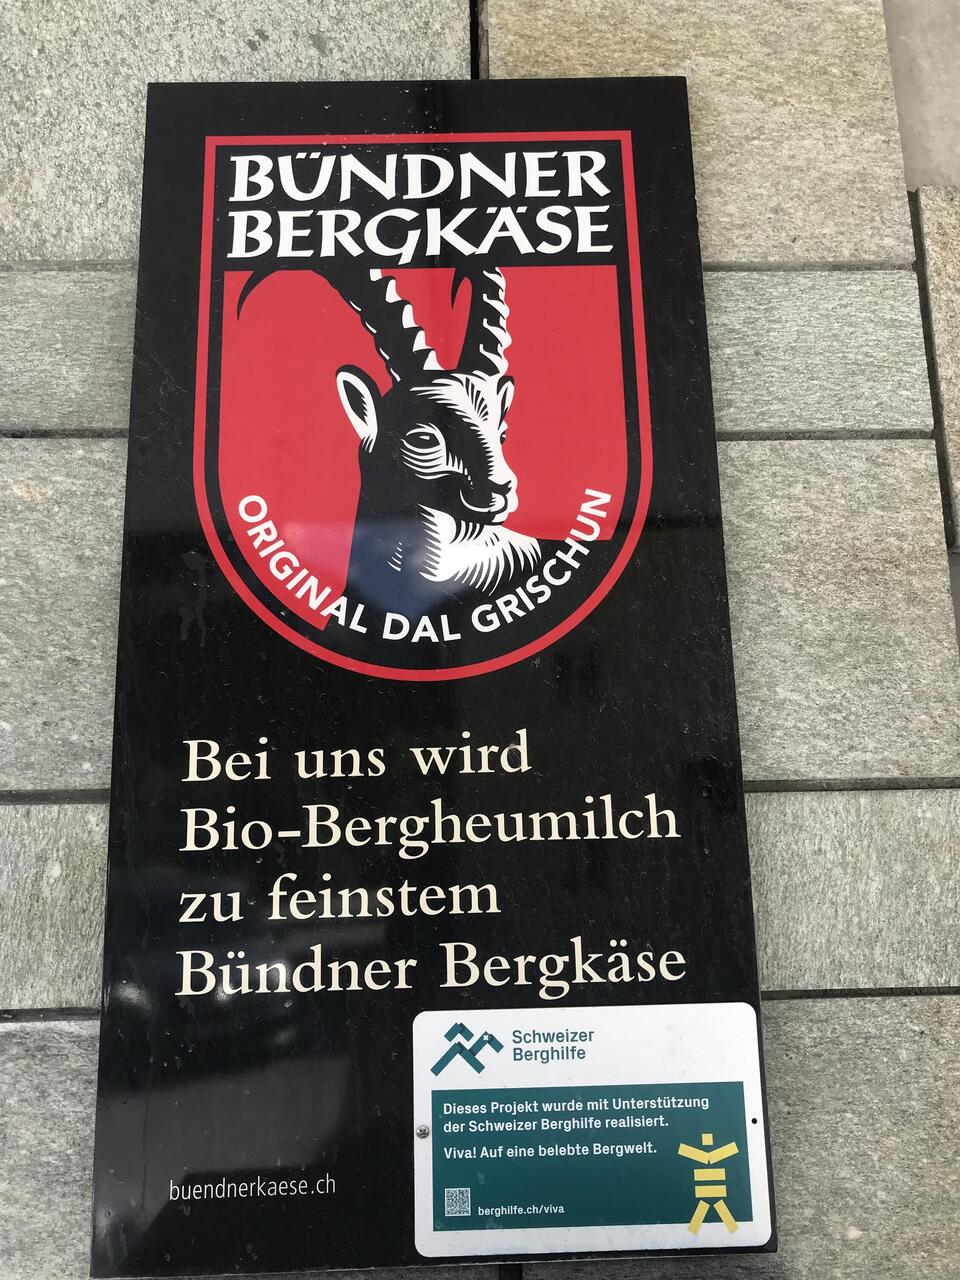 BÜNDNER
BERGKÄSE
ORIGINAL DAL GRISCHUN
Bei uns wird
Bio-Bergheumilch
zu feinstem
Bündner Bergkäse
Schweizer
Berghilfe
Dieses Projekt wurde mit Unterstützung
der Schweizer Berghilfe realisiert.
Viva! Auf eine belebte Bergwelt.
berghilfe.ch/viva
buendnerkaese.ch